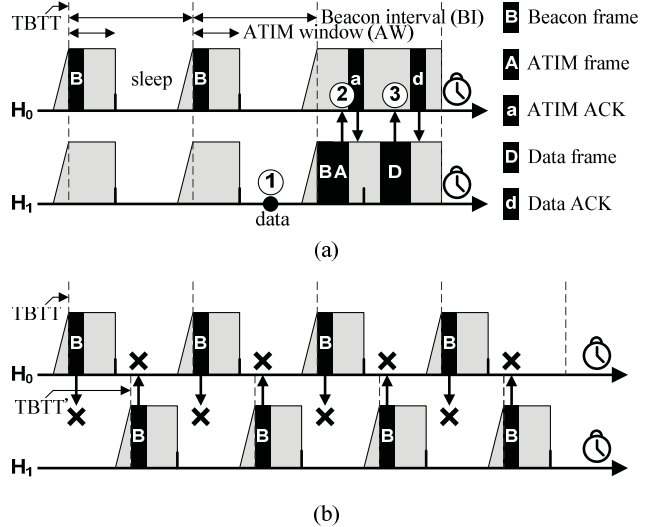 TBTT
Beacon interval (BI)
ATIM window (AW)
B
sleep
B
2
a
3
d
H0
B A
D
1
H1
data
B Beacon frame
A ATIM frame
a ATIM ACK
D Data frame
d Data ACK
(a)
TBTT
B
B
B
B
H0
TBTT'
B
B
B
B
H1
(b)